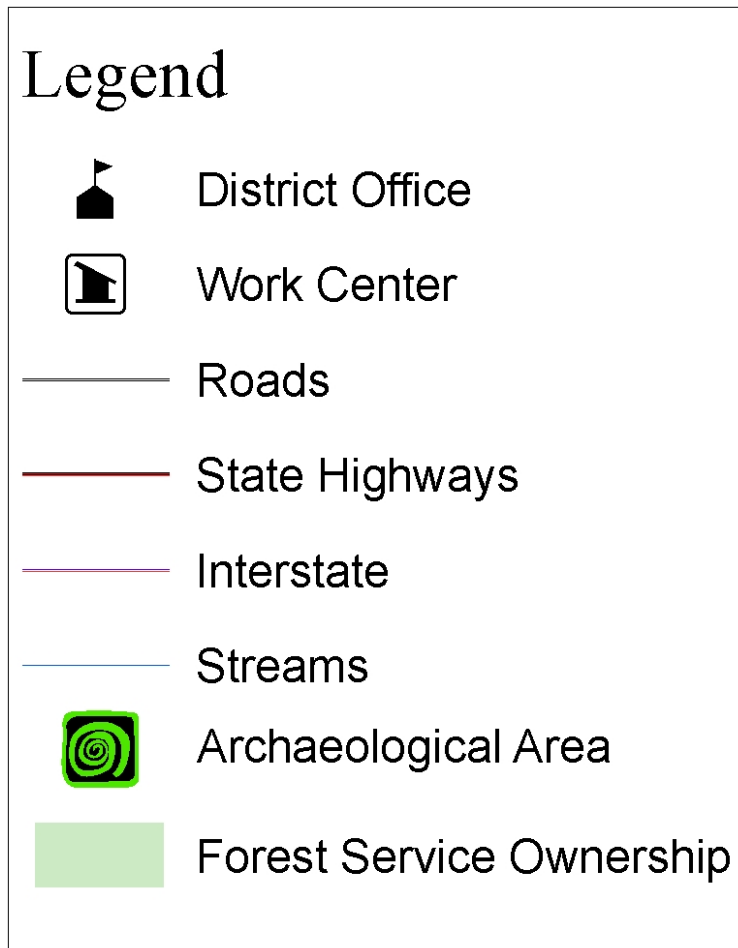 Legend
District Office
Work Center
Roads
State Highways
Interstate
Streams
Archaeological Area
Forest Service Ownership